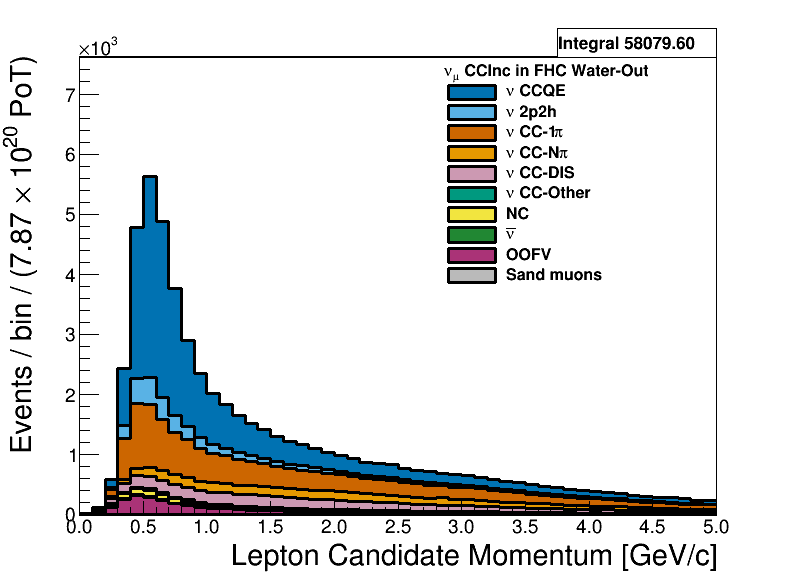 Integral 58079.60
×10³
ν_μ CCInc in FHC Water-Out
ν CCQE
ν 2p2h
ν CC-1π
ν CC-Nπ
ν CC-DIS
ν CC-Other
NC
ν̅
OOFV
Sand muons
Events / bin / (7.87 × 10²⁰ PoT)
7
6
5
4
3
2
1
0
0.0 0.5 1.0 1.5 2.0 2.5 3.0 3.5 4.0 4.5 5.0
Lepton Candidate Momentum [GeV/c]